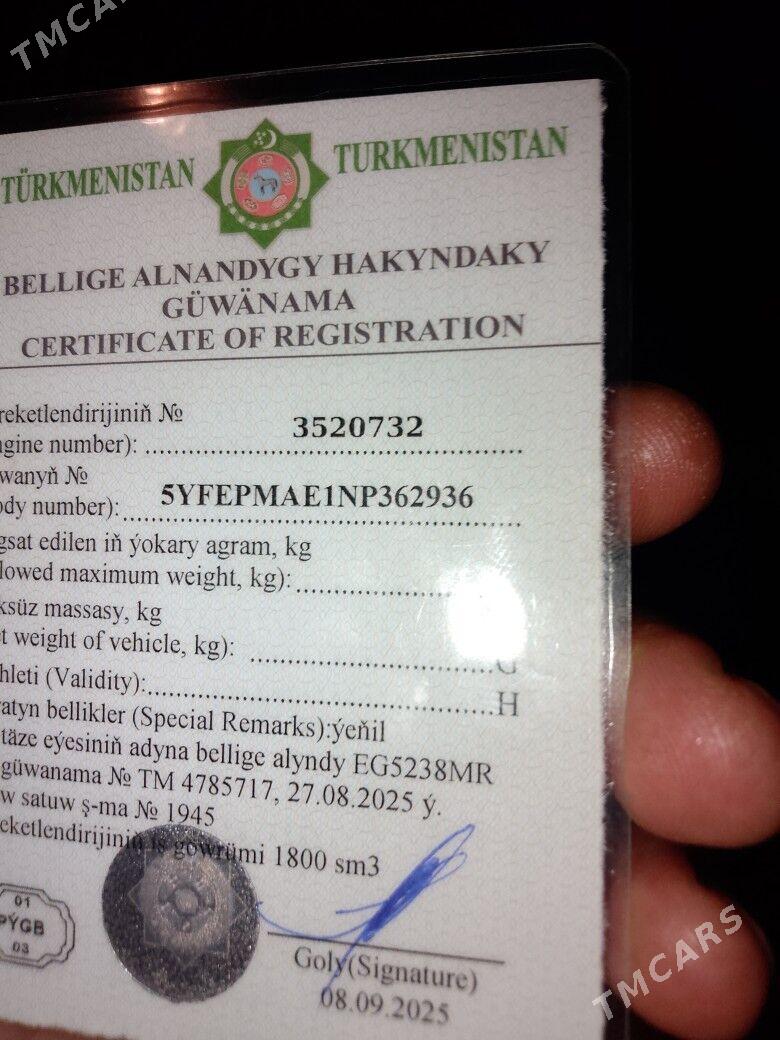 TMCARS
TÜRKMENISTAN TURKMENISTAN
BELLIGE ALNANDYGY HAKYNDAKY
GÜWÄNAMA
CERTIFICATE OF REGISTRATION
reketlendirijiniň №
ngine number): 3520732
wanyň №
ody number): 5YFEPMAE1NP362936
gsat edilen iň ýokary agram, kg
lowed maximum weight, kg):
ksüz massasy, kg
t weight of vehicle, kg): G
hleti (Validity): H
atyn bellikler (Special Remarks):ýeňil
täze eýesiniň adyna bellige alyndy EG5238MR
güwanama № TM 4785717, 27.08.2025 ý.
w satuw ş-ma № 1945
eketlendirijiniň iş göwrümi 1800 sm3
01
PÝGB
03
Goly(Signature)
08.09.2025
TMCARS